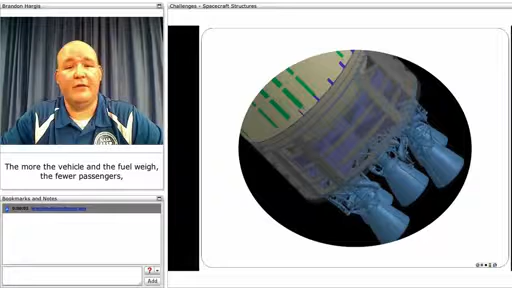 Brandon Hargis
Challenges - Spacecraft Structures
The more the vehicle and the fuel weigh,
the fewer passengers,
Bookmarks and Notes
Add